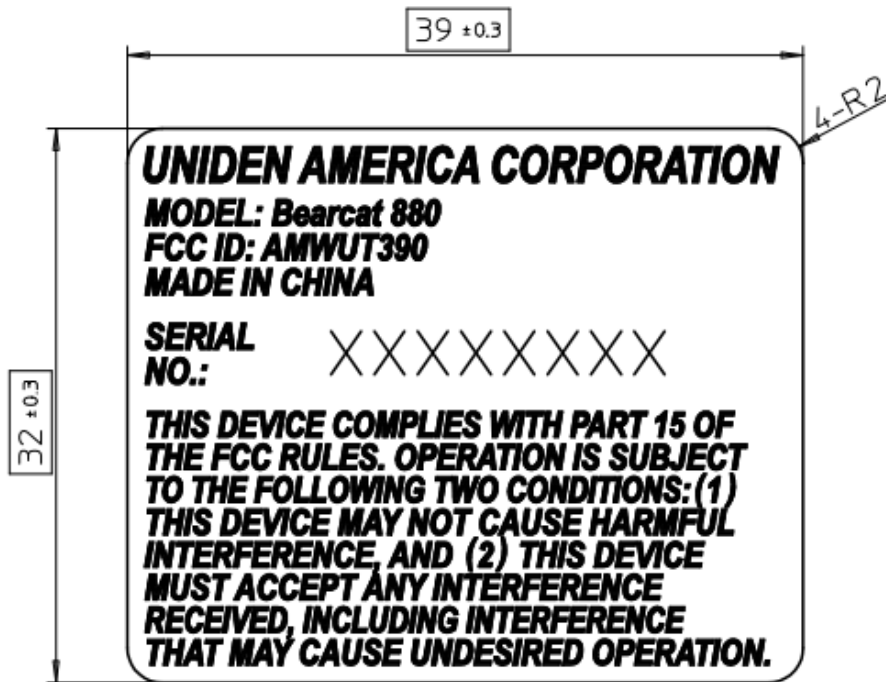 39 ±0.3
4-R2
32 ±0.3
UNIDEN AMERICA CORPORATION
MODEL: Bearcat 880
FCC ID: AMWUT390
MADE IN CHINA
SERIAL
NO.: XXXXXXXX
THIS DEVICE COMPLIES WITH PART 15 OF
THE FCC RULES. OPERATION IS SUBJECT
TO THE FOLLOWING TWO CONDITIONS: (1)
THIS DEVICE MAY NOT CAUSE HARMFUL
INTERFERENCE, AND (2) THIS DEVICE
MUST ACCEPT ANY INTERFERENCE
RECEIVED, INCLUDING INTERFERENCE
THAT MAY CAUSE UNDESIRED OPERATION.